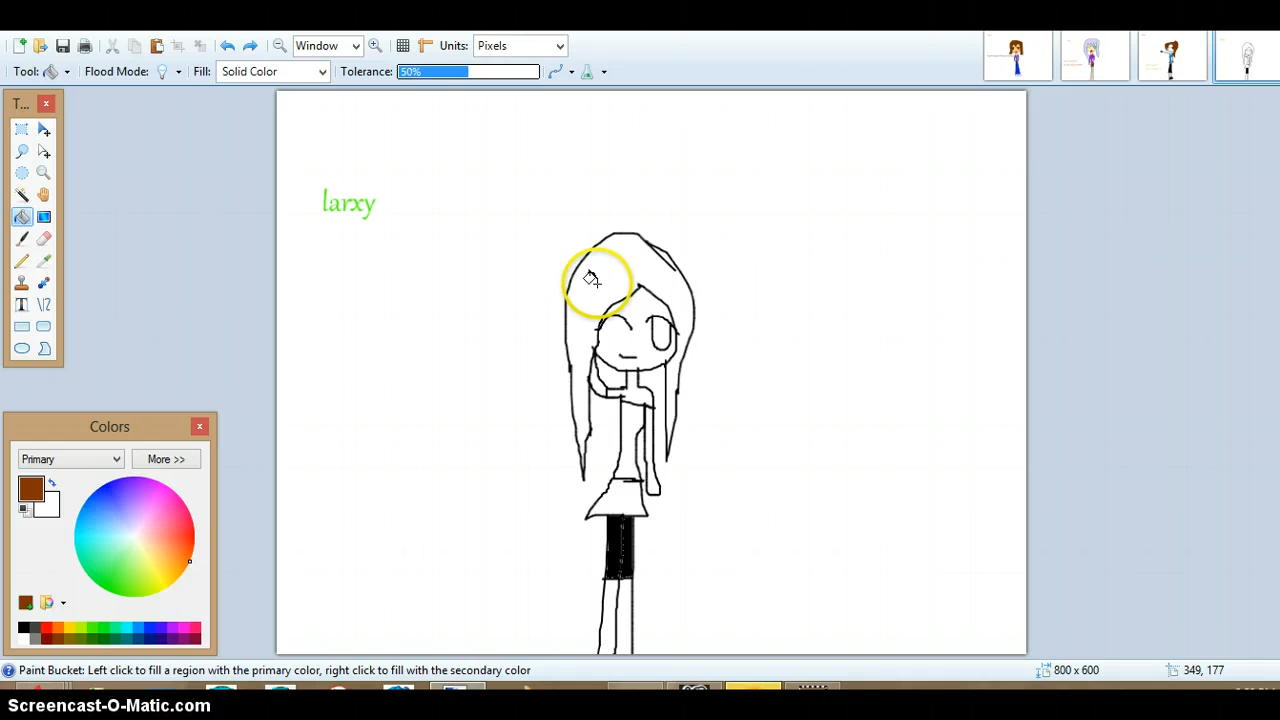 Window
Units:
Pixels
Tool:
Flood Mode:
Fill:
Solid Color
Tolerance:
50%
T...
larxy
Colors
Primary
More >>
Paint Bucket: Left click to fill a region with the primary color, right click to fill with the secondary color
800 x 600
349, 177
Screencast-O-Matic.com